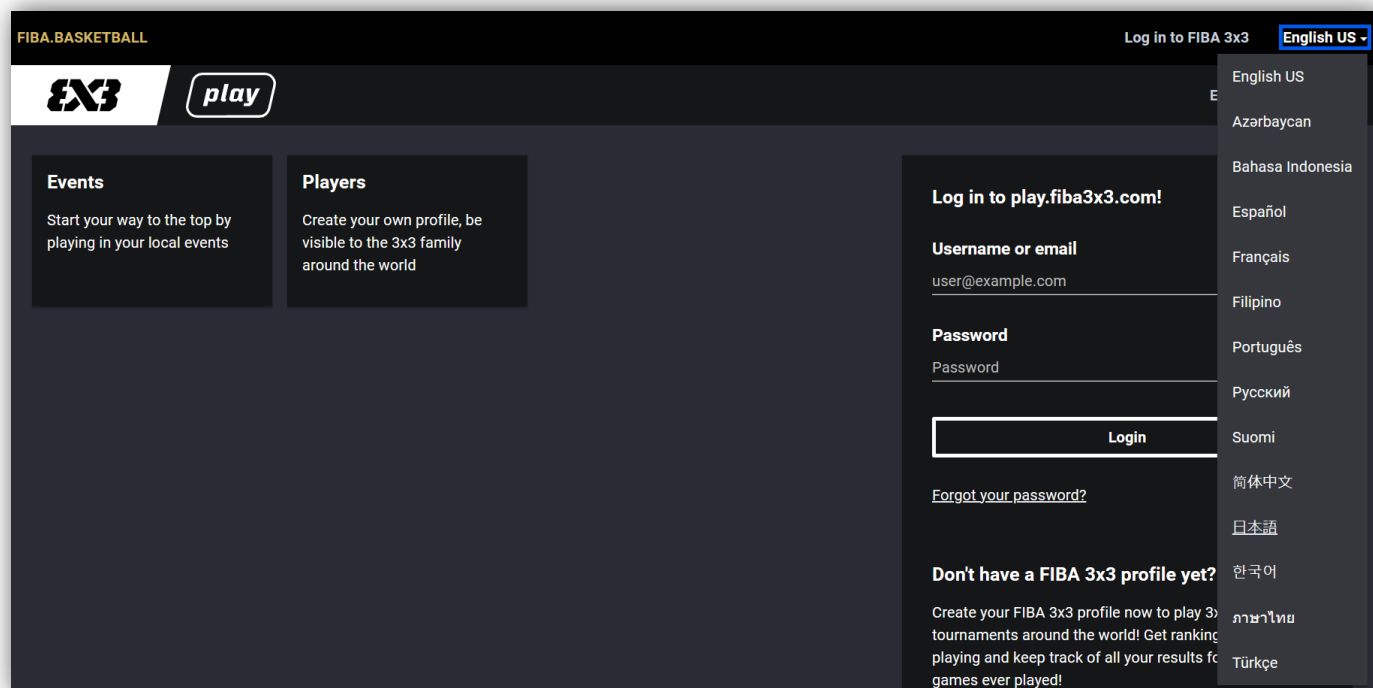 FIBA.BASKETBALL
Log in to FIBA 3x3
English US
3X3
play
E
English US
Azərbaycan
Bahasa Indonesia
Español
Français
Filipino
Português
Русский
Suomi
简体中文
日本語
한국어
ภาษาไทย
Türkçe
Events
Start your way to the top by
playing in your local events
Players
Create your own profile, be
visible to the 3x3 family
around the world
Log in to play.fiba3x3.com!
Username or email
user@example.com
Password
Password
Login
Forgot your password?
Don't have a FIBA 3x3 profile yet?
Create your FIBA 3x3 profile now to play 3x
tournaments around the world! Get ranking
playing and keep track of all your results fo
games ever played!